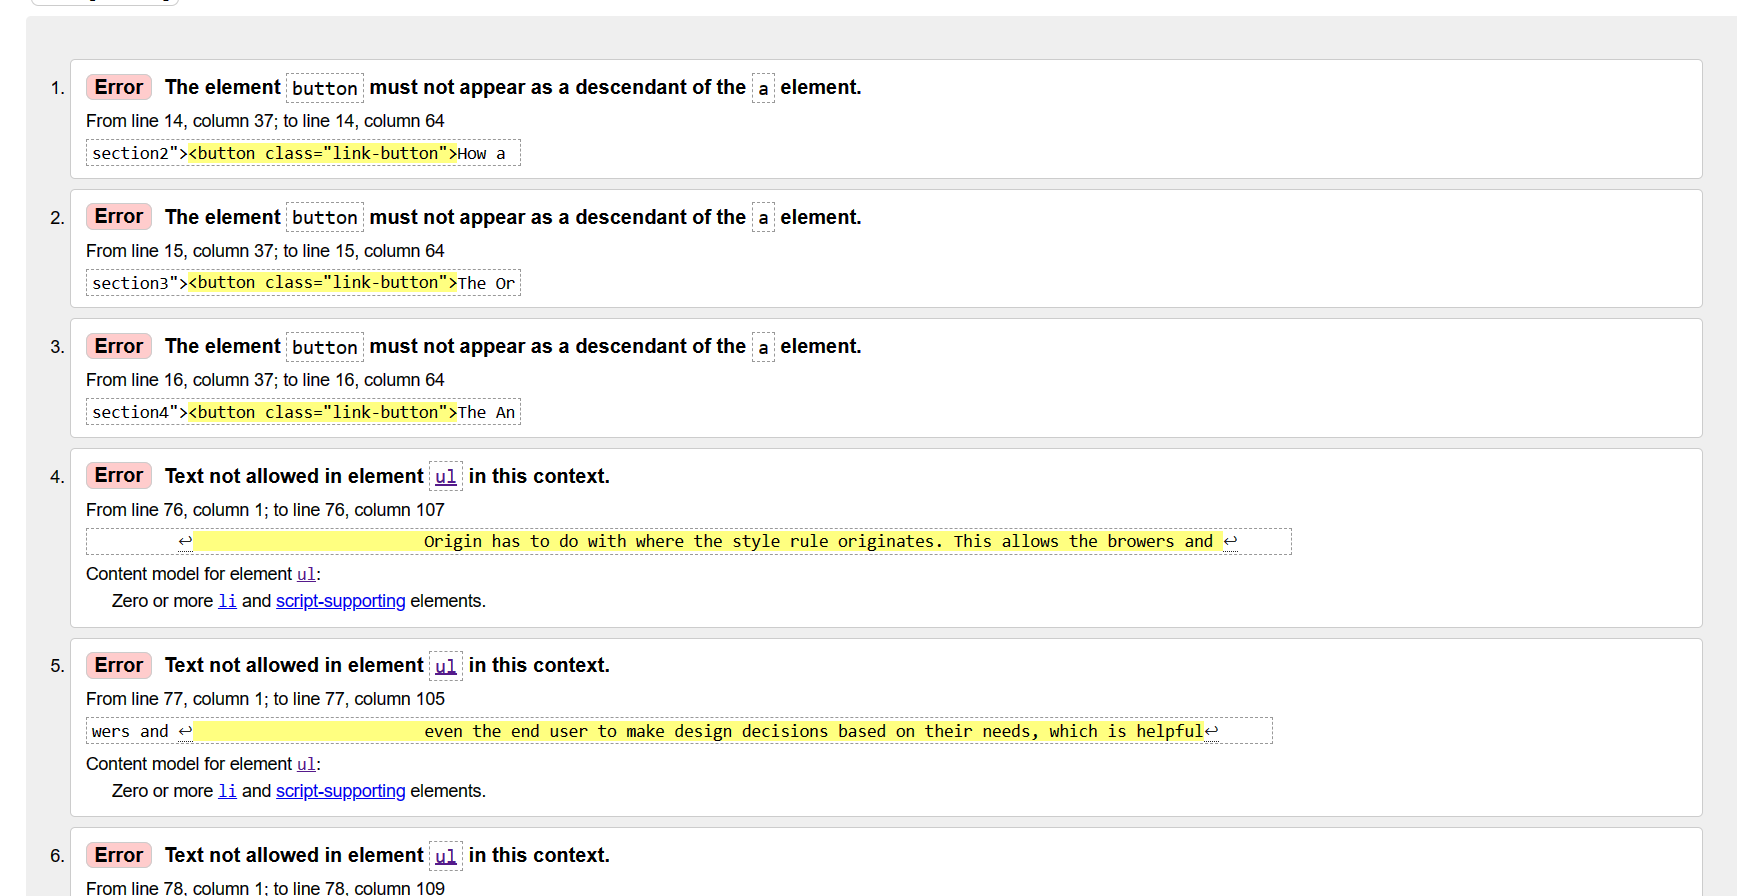 1. Error The element button must not appear as a descendant of the a element.
From line 14, column 37; to line 14, column 64
section2"><button class="link-button">How a
2. Error The element button must not appear as a descendant of the a element.
From line 15, column 37; to line 15, column 64
section3"><button class="link-button">The Or
3. Error The element button must not appear as a descendant of the a element.
From line 16, column 37; to line 16, column 64
section4"><button class="link-button">The An
4. Error Text not allowed in element ul in this context.
From line 76, column 1; to line 76, column 107
↩ Origin has to do with where the style rule originates. This allows the browers and ↩
Content model for element ul:
Zero or more li and script-supporting elements.
5. Error Text not allowed in element ul in this context.
From line 77, column 1; to line 77, column 105
wers and ↩ even the end user to make design decisions based on their needs, which is helpful↩
Content model for element ul:
Zero or more li and script-supporting elements.
6. Error Text not allowed in element ul in this context.
From line 78, column 1; to line 78, column 109